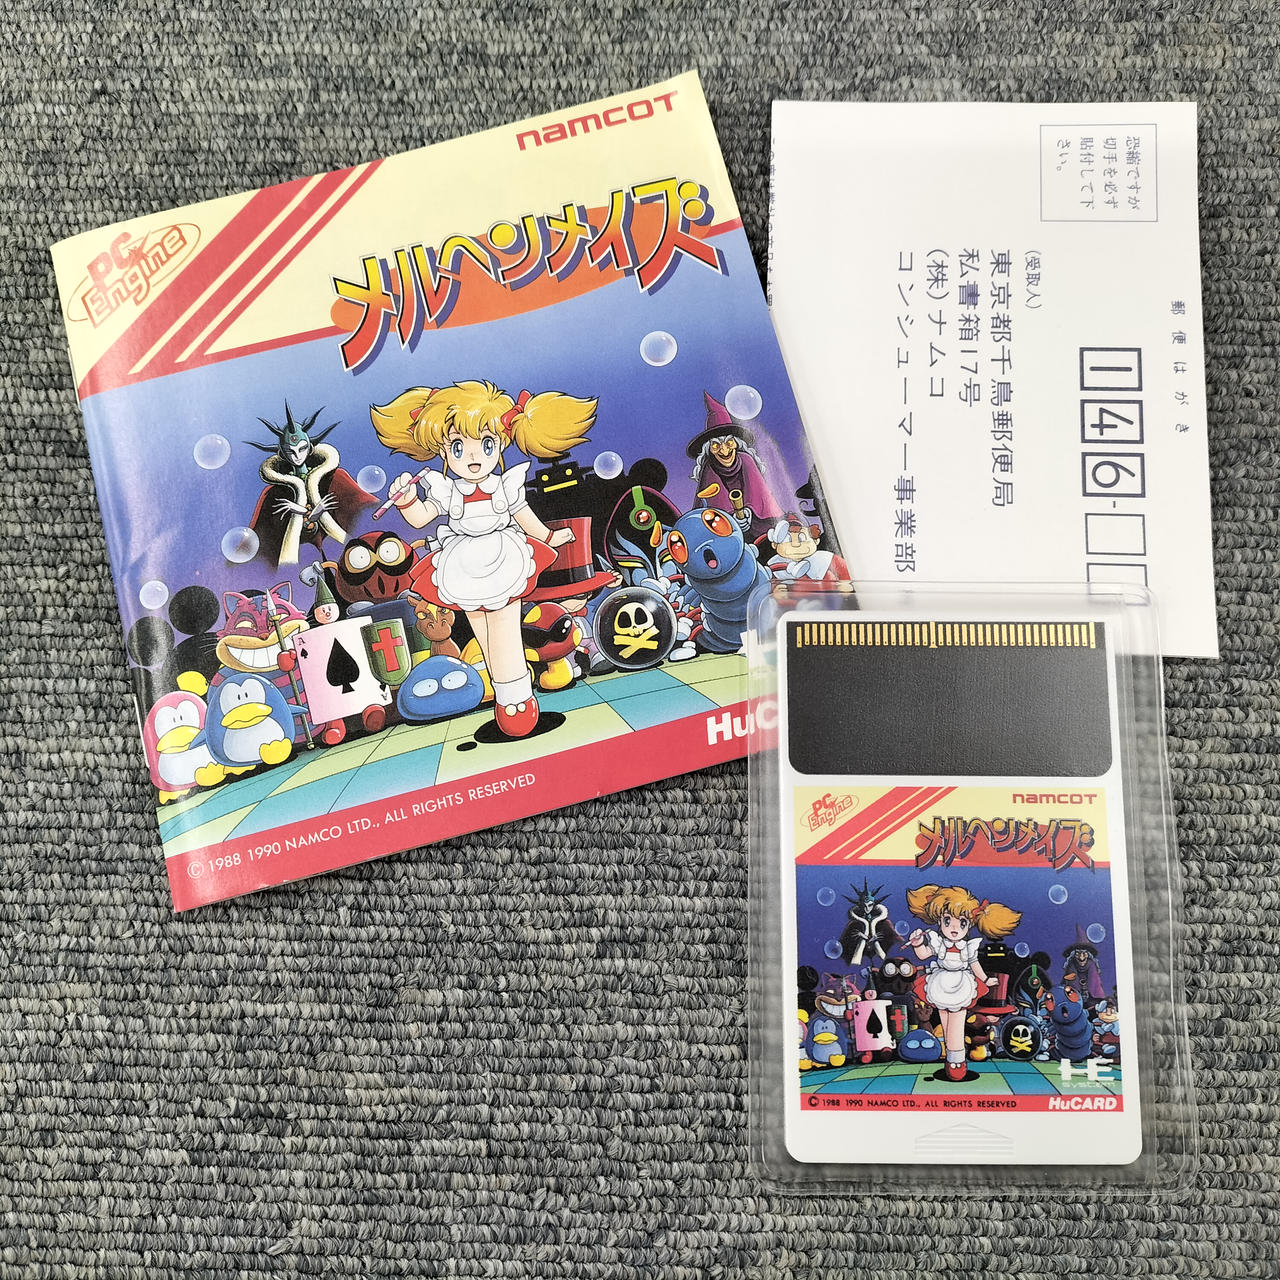 namcoT
PC Engine
メルヘンメイズ
HuC
© 1988 1990 NAMCO LTD., ALL RIGHTS RESERVED
郵便はがき
146-
恐縮ですが
切手を必ず
貼付して下
さい。
(受取人)
東京都千鳥郵便局
私書箱17号
(株)ナムコ
コンシューマー事業部
PC Engine
namcoT
メルヘンメイズ
HE
system
© 1988 1990 NAMCO LTD., ALL RIGHTS RESERVED
HuCARD